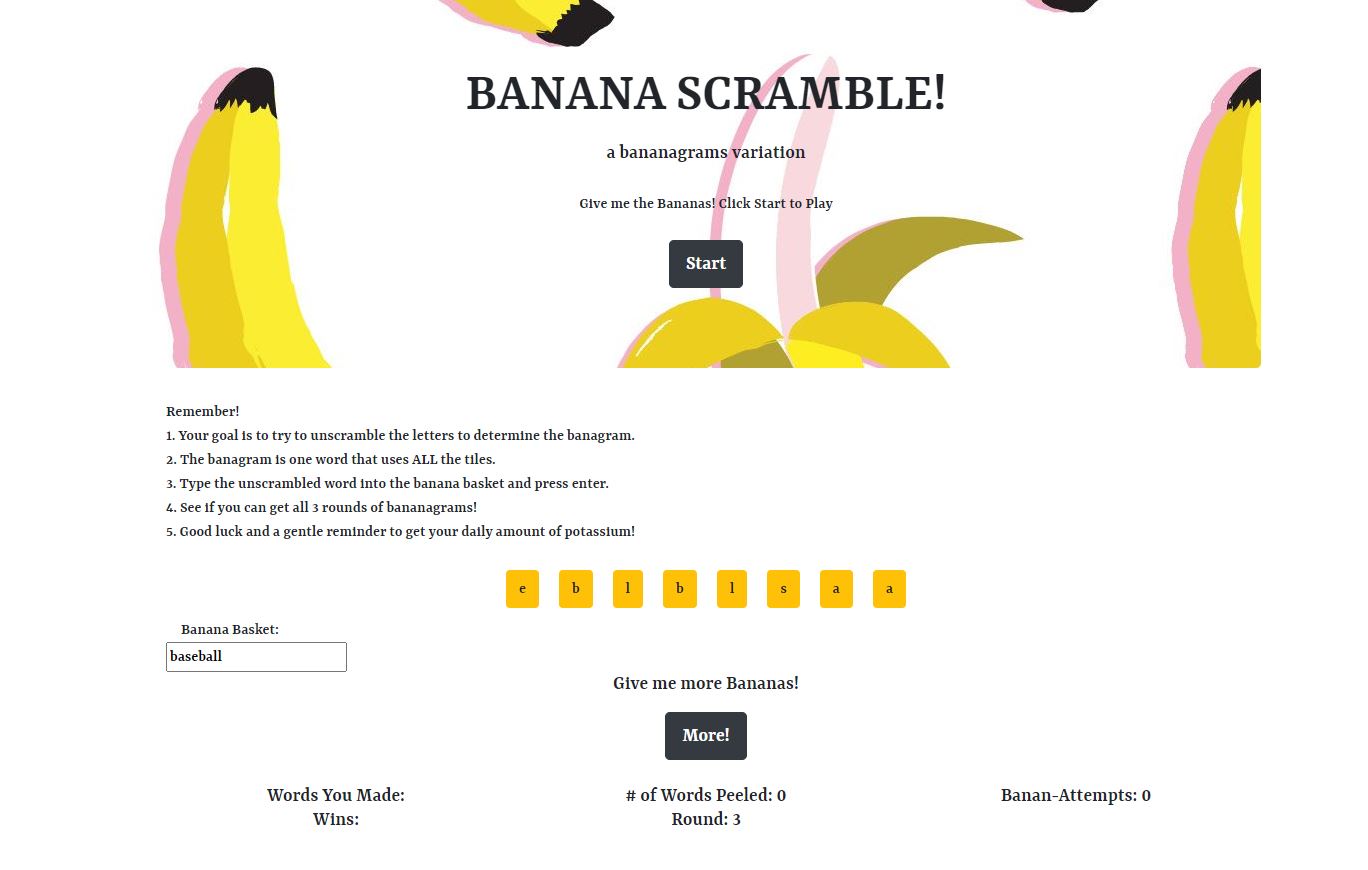 BANANA SCRAMBLE!
a bananagrams variation
Give me the Bananas! Click Start to Play
Start
Remember!
1. Your goal is to try to unscramble the letters to determine the banagram.
2. The banagram is one word that uses ALL the tiles.
3. Type the unscrambled word into the banana basket and press enter.
4. See if you can get all 3 rounds of bananagrams!
5. Good luck and a gentle reminder to get your daily amount of potassium!
e b l b l s a a
Banana Basket:
baseball
Give me more Bananas!
More!
Words You Made: # of Words Peeled: 0 Banan-Attempts: 0
Wins: Round: 3